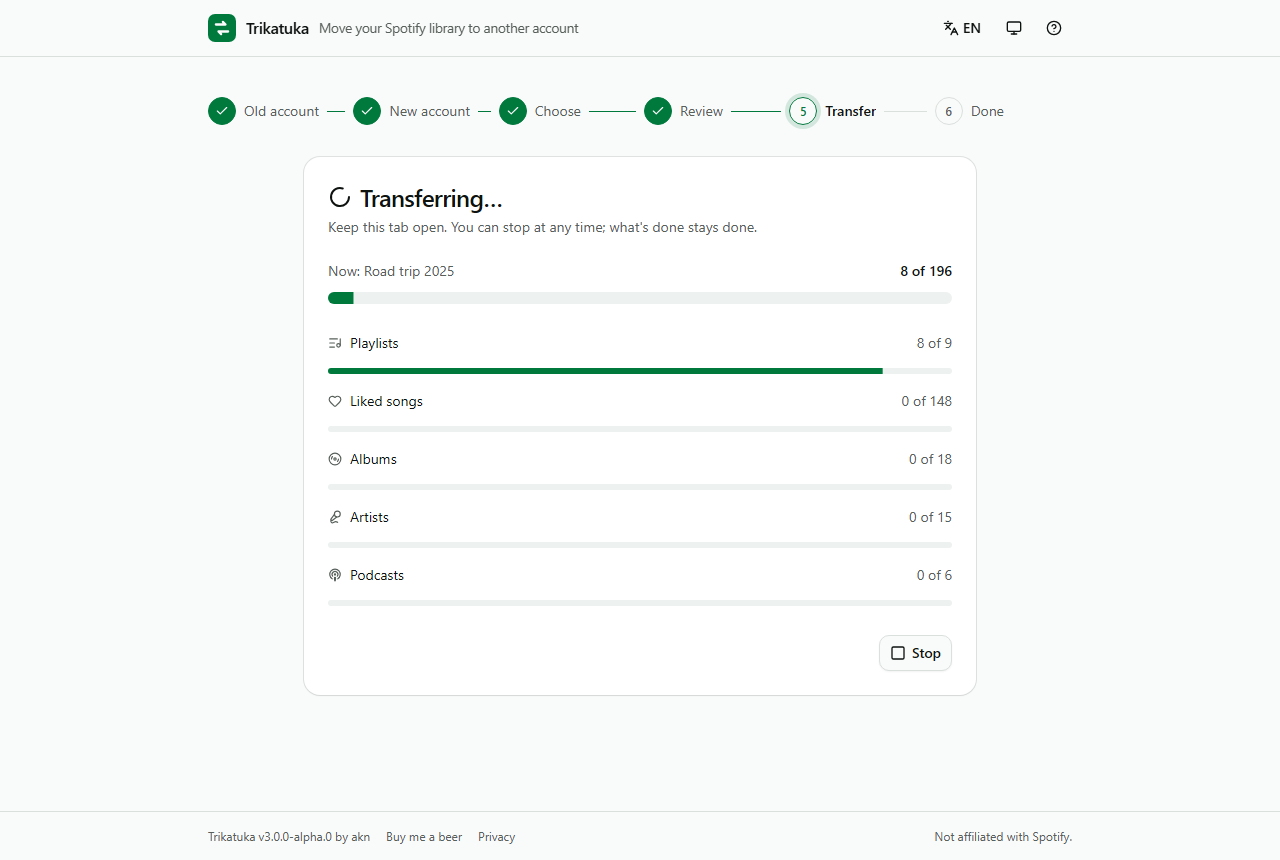 Trikatuka Move your Spotify library to another account EN
Old account New account Choose Review 5 Transfer 6 Done
Transferring...
Keep this tab open. You can stop at any time; what's done stays done.
Now: Road trip 2025 8 of 196
Playlists 8 of 9
Liked songs 0 of 148
Albums 0 of 18
Artists 0 of 15
Podcasts 0 of 6
Stop
Trikatuka v3.0.0-alpha.0 by akn Buy me a beer Privacy Not affiliated with Spotify.